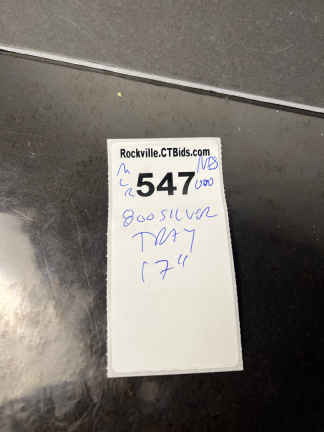 Rockville.CTBids.com
547
800 SILVER
TRAY
17"